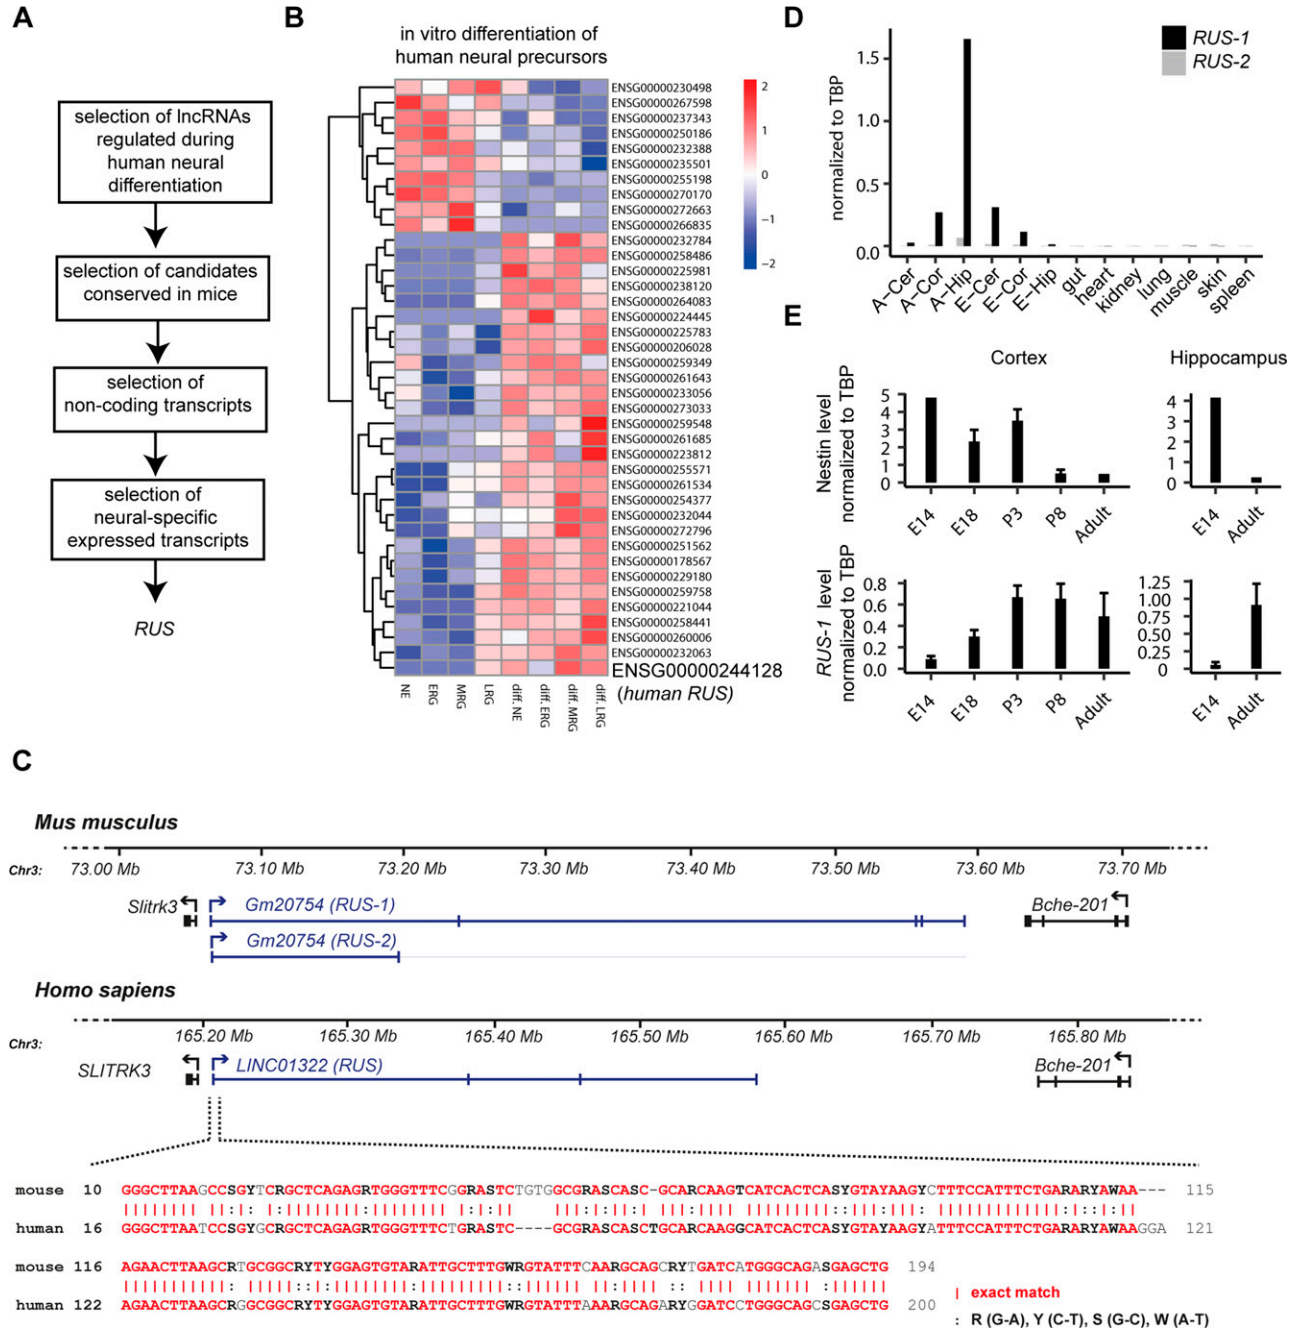 A
selection of lncRNAs
regulated during
human neural
differentiation
selection of candidates
conserved in mice
selection of
non-coding transcripts
selection of
neural-specific
expressed transcripts
RUS
B
in vitro differentiation of
human neural precursors
2
1
0
−1
−2
ENSG00000230498
ENSG00000267598
ENSG00000237343
ENSG00000250186
ENSG00000232388
ENSG00000235501
ENSG00000255198
ENSG00000270170
ENSG00000272663
ENSG00000266835
ENSG00000232784
ENSG00000258486
ENSG00000225981
ENSG00000238120
ENSG00000264083
ENSG00000224445
ENSG00000225783
ENSG00000206028
ENSG00000259349
ENSG00000261643
ENSG00000233056
ENSG00000273033
ENSG00000259548
ENSG00000261685
ENSG00000223812
ENSG00000255571
ENSG00000261534
ENSG00000254377
ENSG00000232044
ENSG00000272796
ENSG00000251562
ENSG00000178567
ENSG00000229180
ENSG00000259758
ENSG00000221044
ENSG00000258441
ENSG00000260006
ENSG00000232063
ENSG00000244128
(human RUS)
NE ERG MRG LRG diff. NE diff. ERG diff. MRG diff. LRG
D
normalized to TBP
1.5
1.0
0.5
0.0
RUS-1
RUS-2
A−Cer A−Cor A−Hip E−Cer E−Cor E−Hip gut heart kidney lung muscle skin spleen
E
Cortex Hippocampus
Nestin level
normalized to TBP
5
4
3
2
1
0
E14 E18 P3 P8 Adult
4
3
2
1
0
E14 Adult
RUS-1 level
normalized to TBP
0.8
0.6
0.4
0.2
0.0
E14 E18 P3 P8 Adult
1.25
1.00
0.75
0.50
0.25
0
E14 Adult
C
Mus musculus
Chr3: 73.00 Mb 73.10 Mb 73.20 Mb 73.30 Mb 73.40 Mb 73.50 Mb 73.60 Mb 73.70 Mb
Slitrk3 Gm20754 (RUS-1) Bche-201
Gm20754 (RUS-2)
Homo sapiens
Chr3: 165.20 Mb 165.30 Mb 165.40 Mb 165.50 Mb 165.60 Mb 165.70 Mb 165.80 Mb
SLITRK3 LINC01322 (RUS) Bche-201
mouse 10 GGGCTTAAGCCSGYTCRGCTCAGAGRTGGGTTTCGGRASTCTGTGGCGRASCASC-GCARCAAGTCATCACTCASYGTAYAAGYCTTTCCATTTCTGARARYAWAA--- 115
human 16 GGGCTTAATCCSGYGCRGCTCAGAGRTGGGTTTCTGRASTC----GCGRASCASCTGCARCAAGGCATCACTCASYGTAYAAGYATTTCCATTTCTGARARYAWAAGGA 121
mouse 116 AGAACTTAAGCRTGCGGCRYTYGGAGTGTARATTGCTTTGWRGTATTTCAARGCAGCRYTGATCATGGGCAGASGAGCTG 194
human 122 AGAACTTAAGCRGGCGGCRYTYGGAGTGTARATTGCTTTGWRGTATTTAAARGCAGARYGGATCCTGGGCAGCSGAGCTG 200
| exact match
: R (G-A), Y (C-T), S (G-C), W (A-T)